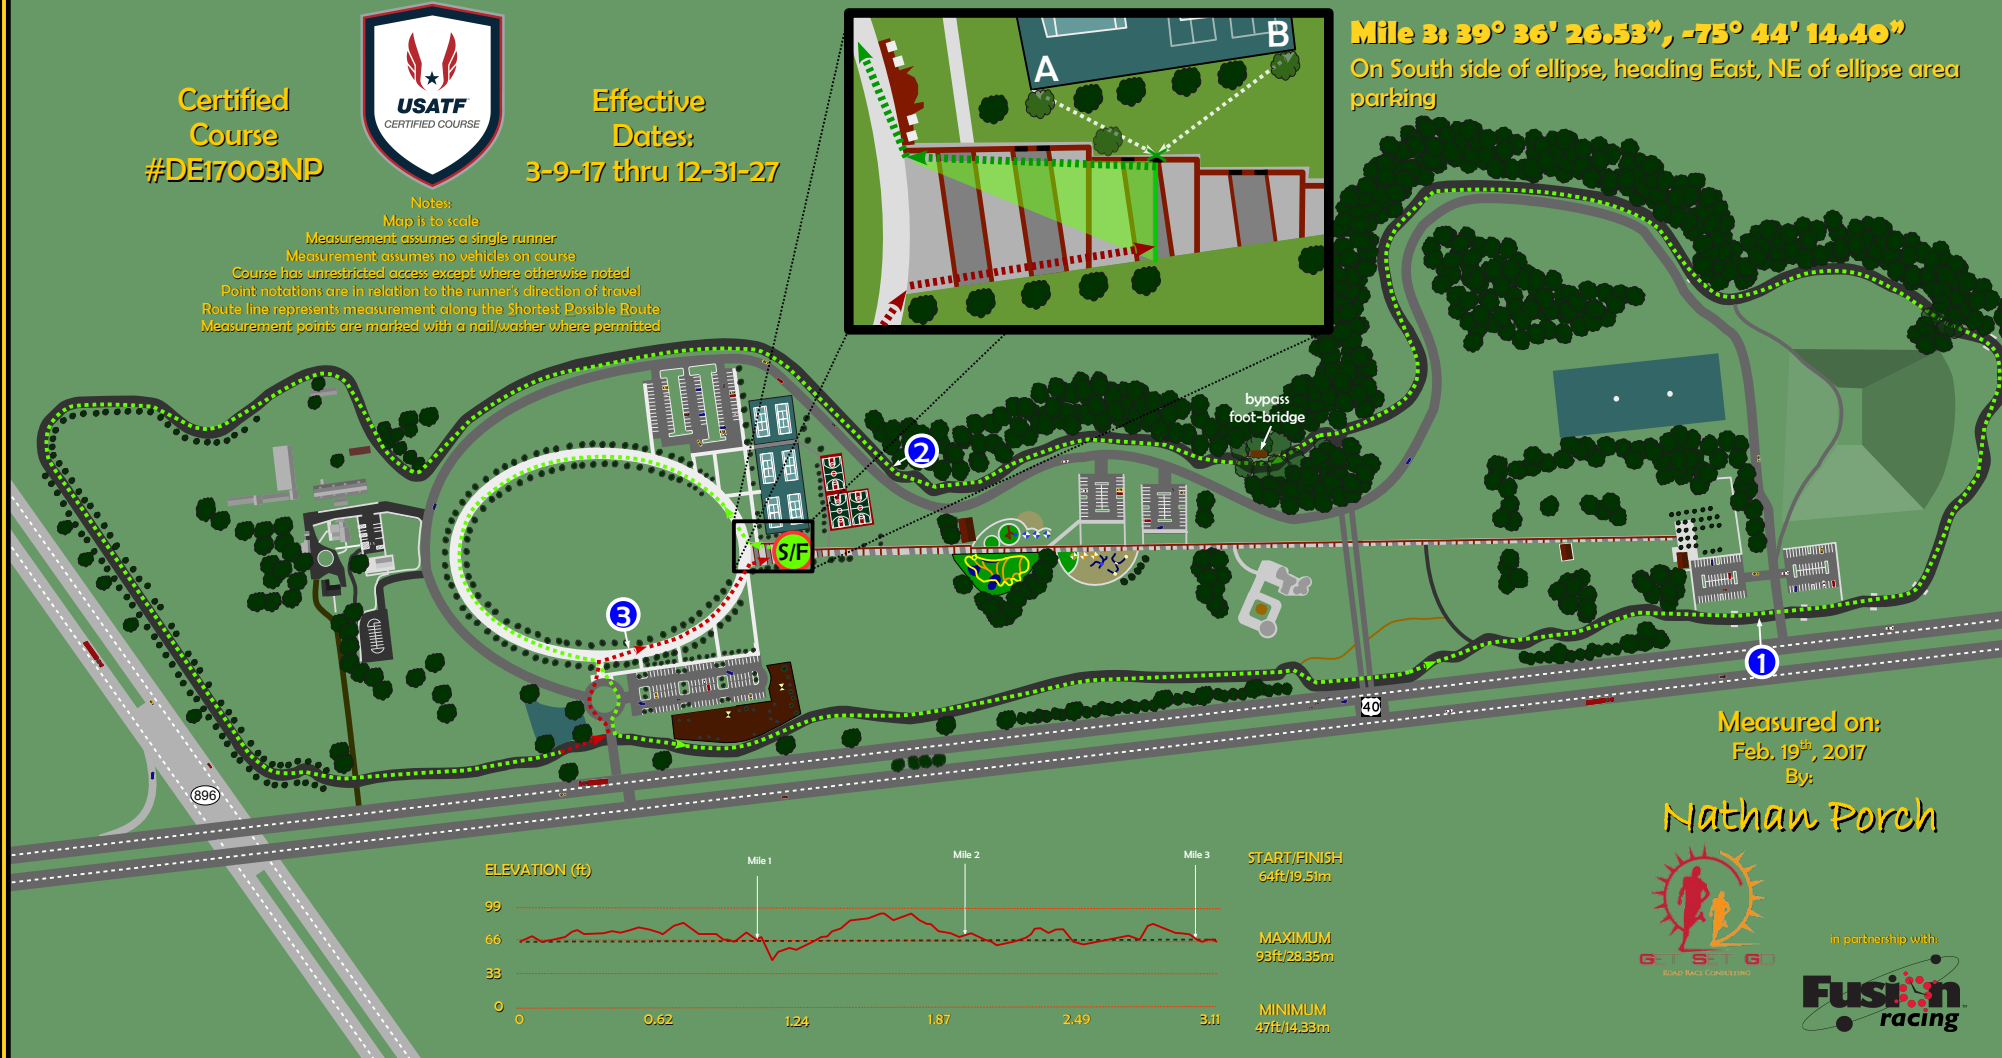 Certified
Course
#DE17003NP
USATF
CERTIFIED COURSE
Effective
Dates:
3-9-17 thru 12-31-27
Notes:
Map is to scale
Measurement assumes a single runner
Measurement assumes no vehicles on course
Course has unrestricted access except where otherwise noted
Point notations are in relation to the runner's direction of travel
Route line represents measurement along the Shortest Possible Route
Measurement points are marked with a nail/washer where permitted
A
B
Mile 3: 39° 36' 26.53”, -75° 44' 14.40”
On South side of ellipse, heading East, NE of ellipse area
parking
bypass
foot-bridge
2
S/F
3
1
40
896
Measured on:
Feb. 19th, 2017
By:
Nathan Porch
GET SET GO
ROAD RACE CONSULTING
in partnership with:
Fusion
racing
ELEVATION (ft)
Mile 1
Mile 2
Mile 3
99
66
33
0
0
0.62
1.24
1.87
2.49
3.11
START/FINISH
64ft/19.51m
MAXIMUM
93ft/28.35m
MINIMUM
47ft/14.33m